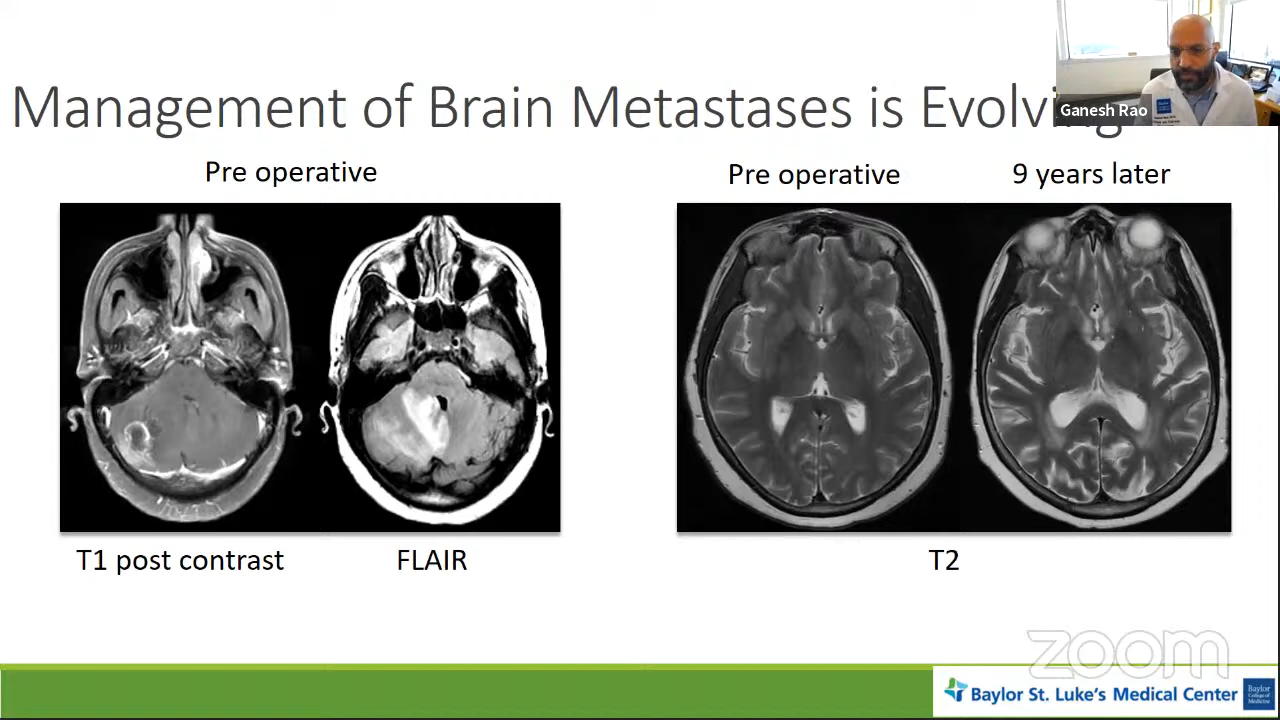 Management of Brain Metastases is Evolving
Ganesh Rao
Pre operative
Pre operative
9 years later
T1 post contrast
FLAIR
T2
zoom
Baylor St. Luke's Medical Center
Baylor
College of
Medicine